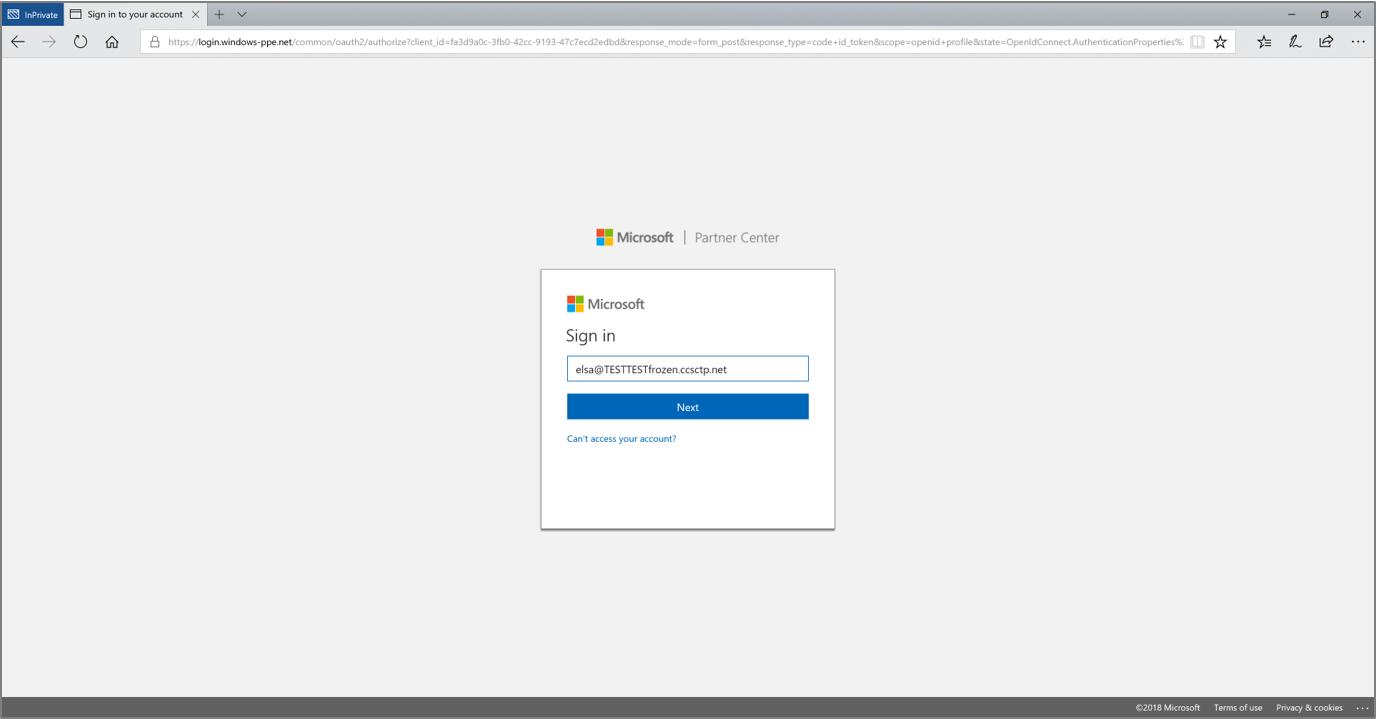 InPrivate
Sign in to your account
https://login.windows-ppe.net/common/oauth2/authorize?client_id=fa3d9a0c-3fb0-42cc-9193-47c7ecd2edbd&response_mode=form_post&response_type=code+id_token&scope=openid+profile&state=OpenIdConnect.AuthenticationProperties%
Microsoft | Partner Center
Microsoft
Sign in
elsa@TESTTESTfrozen.ccsctp.net
Next
Can't access your account?
©2018 Microsoft Terms of use Privacy & cookies ...